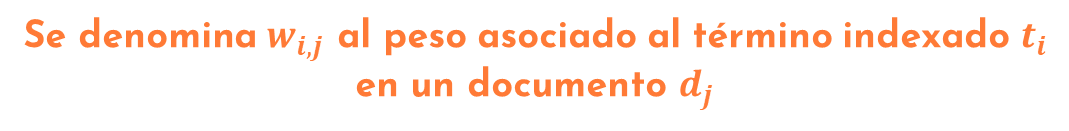 Se denomina $w_{i,j}$ al peso asociado al término indexado $t_i$
en un documento $d_j$